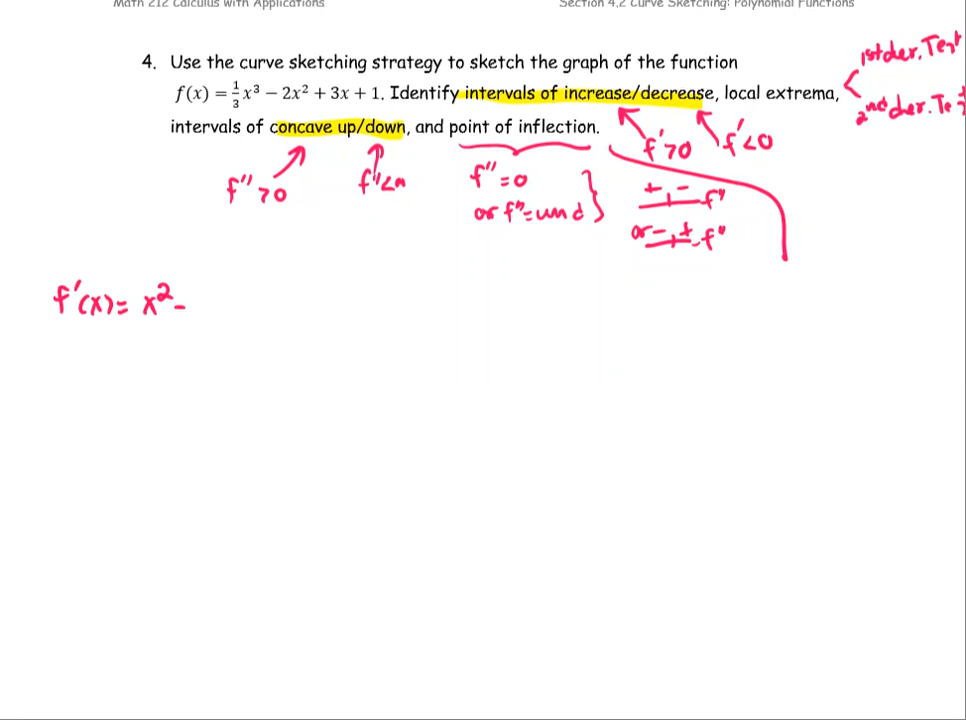 Math 212 Calculus with Applications Section 4.2 Curve Sketching: Polynomial Functions
1st der. Test
4. Use the curve sketching strategy to sketch the graph of the function
f(x) = 1/3 x³ − 2x² + 3x + 1. Identify intervals of increase/decrease, local extrema,
2nd der. Test
intervals of concave up/down, and point of inflection.
f'>0 f'<0
f''>0 f''<0 f''=0 + - f''
or f''=und or - + f''
f'(x)= x²-